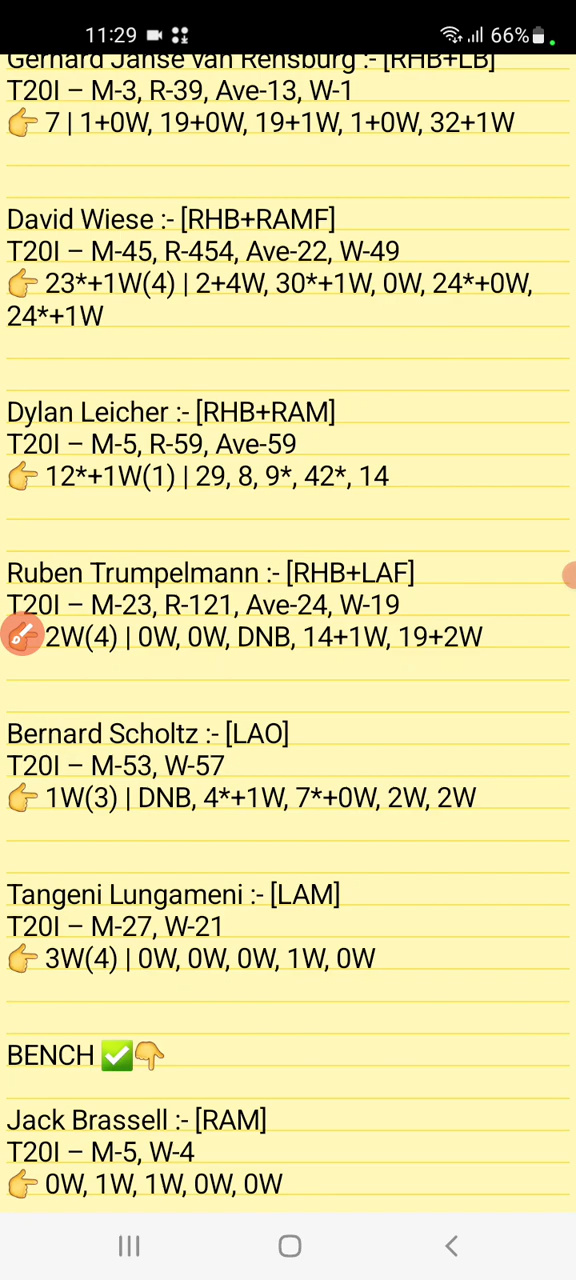 11:29 66%
Gerhard Janse van Rensburg :- [RHB+LB]
T20I – M-3, R-39, Ave-13, W-1
👉 7 | 1+0W, 19+0W, 19+1W, 1+0W, 32+1W
David Wiese :- [RHB+RAMF]
T20I – M-45, R-454, Ave-22, W-49
👉 23*+1W(4) | 2+4W, 30*+1W, 0W, 24*+0W,
24*+1W
Dylan Leicher :- [RHB+RAM]
T20I – M-5, R-59, Ave-59
👉 12*+1W(1) | 29, 8, 9*, 42*, 14
Ruben Trumpelmann :- [RHB+LAF]
T20I – M-23, R-121, Ave-24, W-19
👉 2W(4) | 0W, 0W, DNB, 14+1W, 19+2W
Bernard Scholtz :- [LAO]
T20I – M-53, W-57
👉 1W(3) | DNB, 4*+1W, 7*+0W, 2W, 2W
Tangeni Lungameni :- [LAM]
T20I – M-27, W-21
👉 3W(4) | 0W, 0W, 0W, 1W, 0W
BENCH ✅👇
Jack Brassell :- [RAM]
T20I – M-5, W-4
👉 0W, 1W, 1W, 0W, 0W